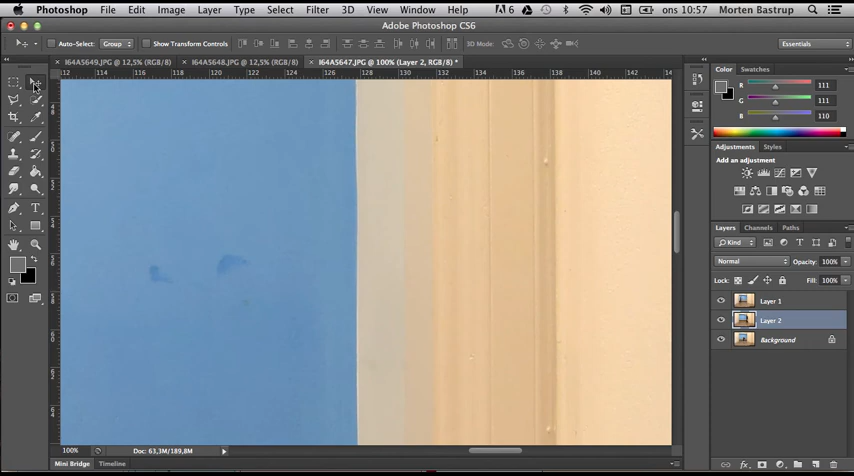 Photoshop File Edit Image Layer Type Select Filter 3D View Window Help 6 ons 10:57 Morten Bastrup
Adobe Photoshop CS6
Auto-Select: Group Show Transform Controls 3D Mode: Essentials
I64A5649.JPG @ 12,5% (RGB/8) I64A5648.JPG @ 12,5% (RGB/8) I64A5647.JPG @ 100% (Layer 2, RGB/8) *
112 114 116 118 120 122 124 126 128 130 132 134 136 138 140 142 144
Color Swatches
R 111
G 111
B 110
Adjustments Styles
Add an adjustment
Layers Channels Paths
Kind
Normal Opacity: 100%
Lock: Fill: 100%
Layer 1
Layer 2
Background
100% Doc: 63,3M/189,8M
Mini Bridge Timeline